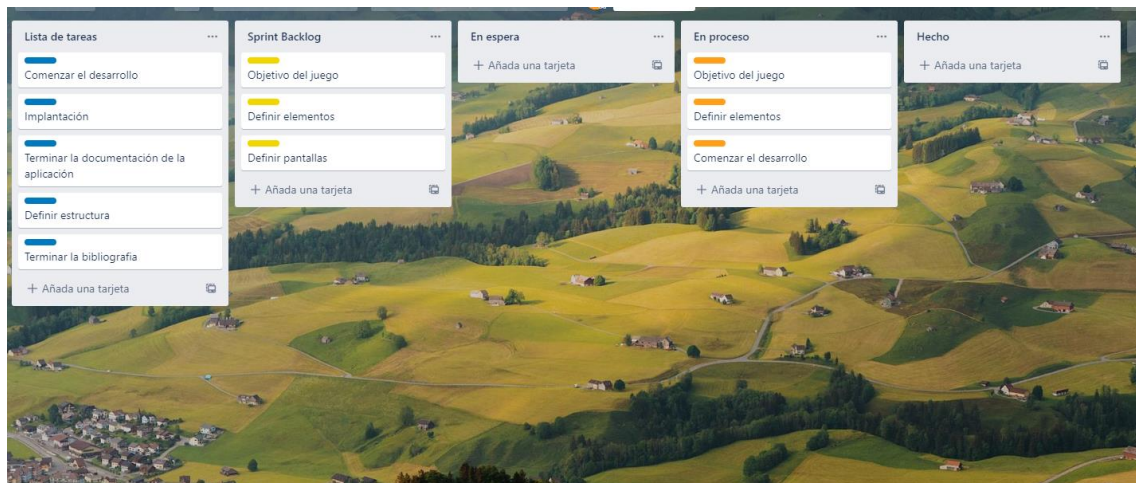 Lista de tareas
Comenzar el desarrollo
Implantación
Terminar la documentación de la
aplicación
Definir estructura
Terminar la bibliografia
+ Añada una tarjeta
Sprint Backlog
Objetivo del juego
Definir elementos
Definir pantallas
+ Añada una tarjeta
En espera
+ Añada una tarjeta
En proceso
Objetivo del juego
Definir elementos
Comenzar el desarrollo
+ Añada una tarjeta
Hecho
+ Añada una tarjeta